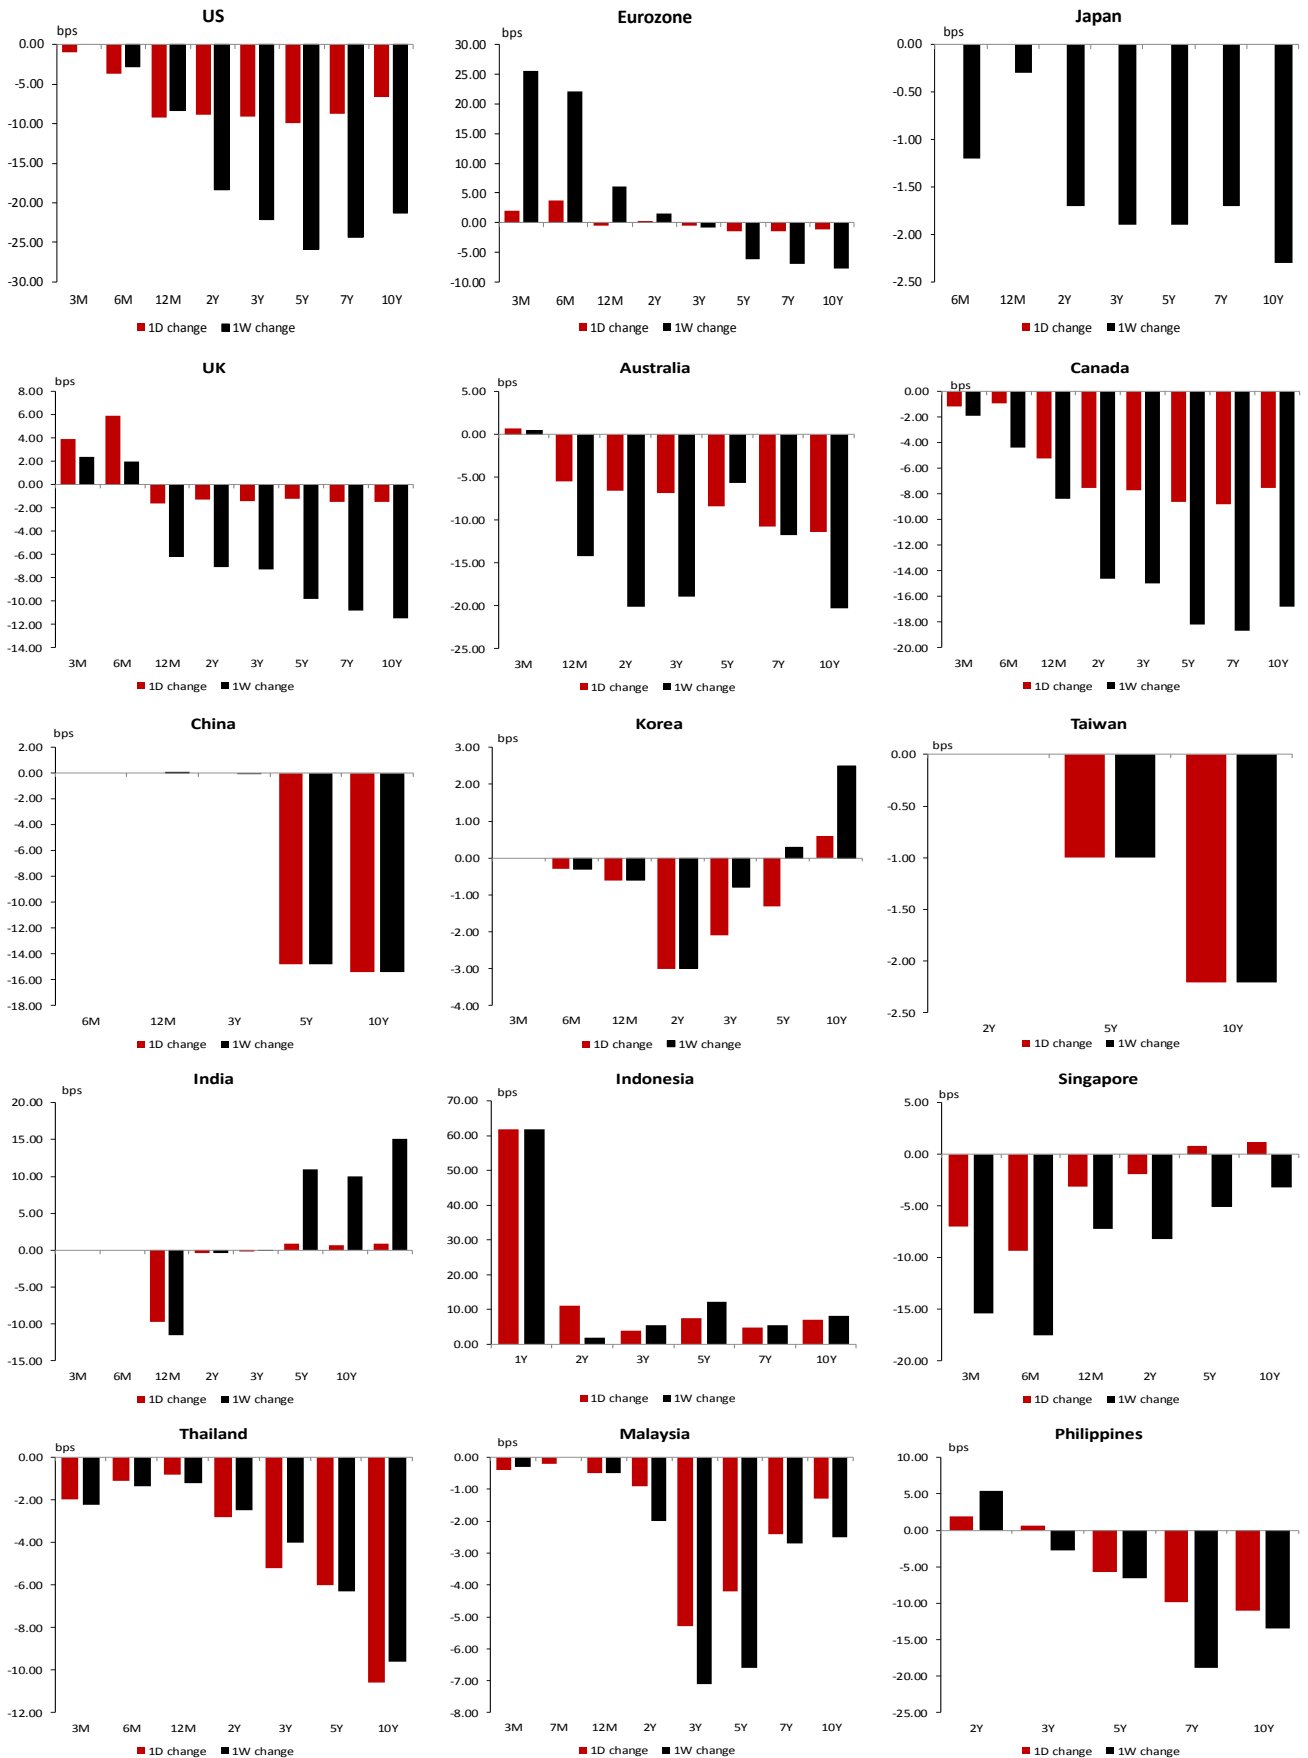 US
bps
0.00
-5.00
-10.00
-15.00
-20.00
-25.00
-30.00
3M 6M 12M 2Y 3Y 5Y 7Y 10Y
1D change 1W change
Eurozone
bps
30.00
25.00
20.00
15.00
10.00
5.00
0.00
-5.00
-10.00
3M 6M 12M 2Y 3Y 5Y 7Y 10Y
1D change 1W change
Japan
0.00
-0.50
-1.00
-1.50
-2.00
-2.50
6M 12M 2Y 3Y 5Y 7Y 10Y
1D change 1W change
UK
bps
8.00
6.00
4.00
2.00
0.00
-2.00
-4.00
-6.00
-8.00
-10.00
-12.00
-14.00
3M 6M 12M 2Y 3Y 5Y 7Y 10Y
1D change 1W change
Australia
bps
5.00
0.00
-5.00
-10.00
-15.00
-20.00
-25.00
3M 12M 2Y 3Y 5Y 7Y 10Y
1D change 1W change
Canada
bps
0.00
-2.00
-4.00
-6.00
-8.00
-10.00
-12.00
-14.00
-16.00
-18.00
-20.00
3M 6M 12M 2Y 3Y 5Y 7Y 10Y
1D change 1W change
China
bps
2.00
0.00
-2.00
-4.00
-6.00
-8.00
-10.00
-12.00
-14.00
-16.00
-18.00
6M 12M 3Y 5Y 10Y
1D change 1W change
Korea
bps
3.00
2.00
1.00
0.00
-1.00
-2.00
-3.00
-4.00
3M 6M 12M 2Y 3Y 5Y 10Y
1D change 1W change
Taiwan
bps
0.00
-0.50
-1.00
-1.50
-2.00
-2.50
2Y 5Y 10Y
1D change 1W change
India
bps
20.00
15.00
10.00
5.00
0.00
-5.00
-10.00
-15.00
3M 6M 12M 2Y 3Y 5Y 10Y
1D change 1W change
Indonesia
bps
70.00
60.00
50.00
40.00
30.00
20.00
10.00
0.00
1Y 2Y 3Y 5Y 7Y 10Y
1D change 1W change
Singapore
bps
5.00
0.00
-5.00
-10.00
-15.00
-20.00
3M 6M 12M 2Y 5Y 10Y
1D change 1W change
Thailand
bps
0.00
-2.00
-4.00
-6.00
-8.00
-10.00
-12.00
3M 6M 12M 2Y 3Y 5Y 10Y
1D change 1W change
Malaysia
bps
0.00
-1.00
-2.00
-3.00
-4.00
-5.00
-6.00
-7.00
-8.00
3M 7M 12M 2Y 3Y 5Y 7Y 10Y
1D change 1W change
Philippines
bps
10.00
5.00
0.00
-5.00
-10.00
-15.00
-20.00
-25.00
2Y 3Y 5Y 7Y 10Y
1D change 1W change